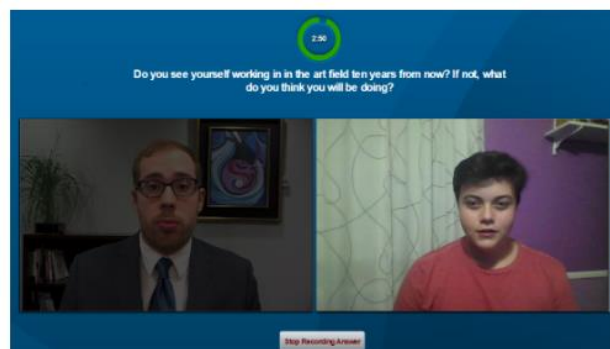 2:50
Do you see yourself working in in the art field ten years from now? If not, what
do you think you will be doing?
Stop Recording Answer